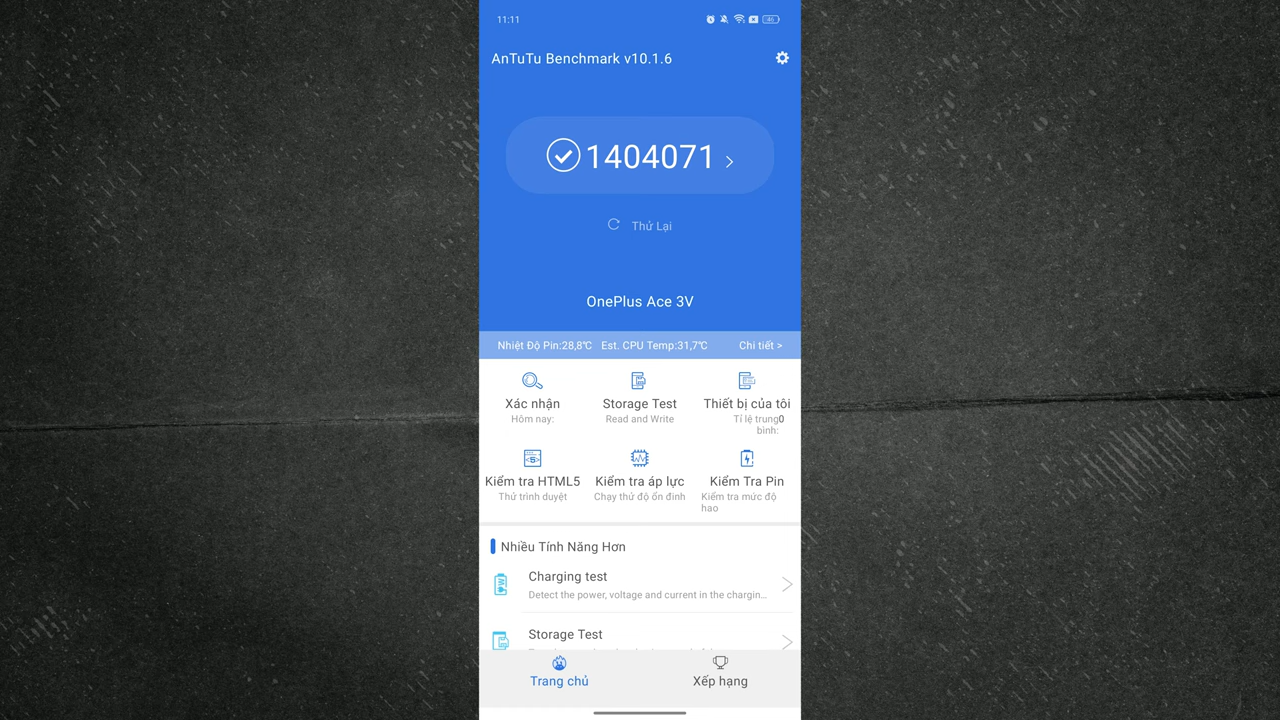 11:11
46
AnTuTu Benchmark v10.1.6
1404071 >
Thử Lại
OnePlus Ace 3V
Nhiệt Độ Pin:28,8℃ Est. CPU Temp:31,7℃ Chi tiết >
Xác nhận Storage Test Thiết bị của tôi
Hôm nay: Read and Write Tỉ lệ trung0
bình:
Kiểm tra HTML5 Kiểm tra áp lực Kiểm Tra Pin
Thử trình duyệt Chạy thử độ ổn đinh Kiểm tra mức độ
hao
Nhiều Tính Năng Hơn
Charging test
Detect the power, voltage and current in the chargin...
Storage Test
Trang chủ Xếp hạng